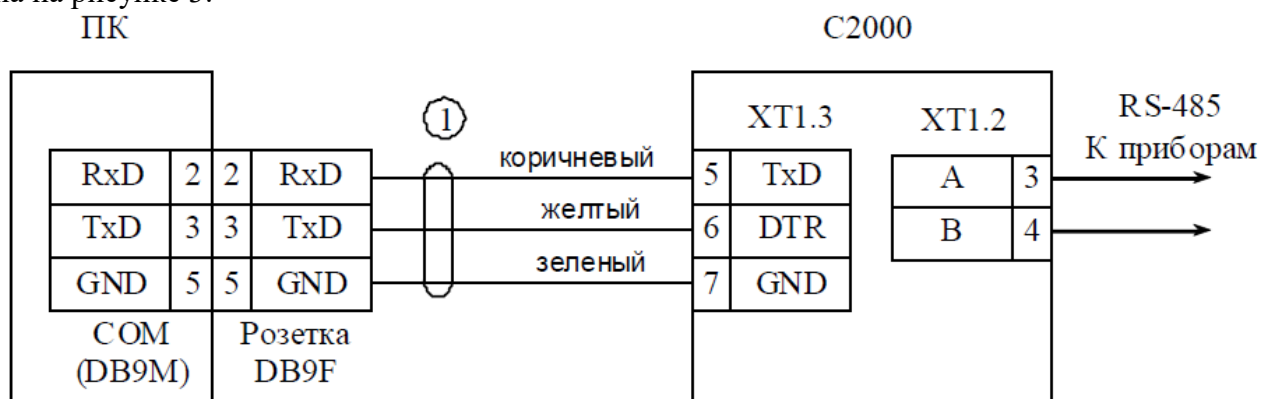 на рисунке 3.
ПК
С2000
1
RxD 2 2 RxD
TxD 3 3 TxD
GND 5 5 GND
COM
(DB9M)
Розетка
DB9F
коричневый
желтый
зеленый
XT1.3
5 TxD
6 DTR
7 GND
XT1.2
A 3
B 4
RS-485
К приборам